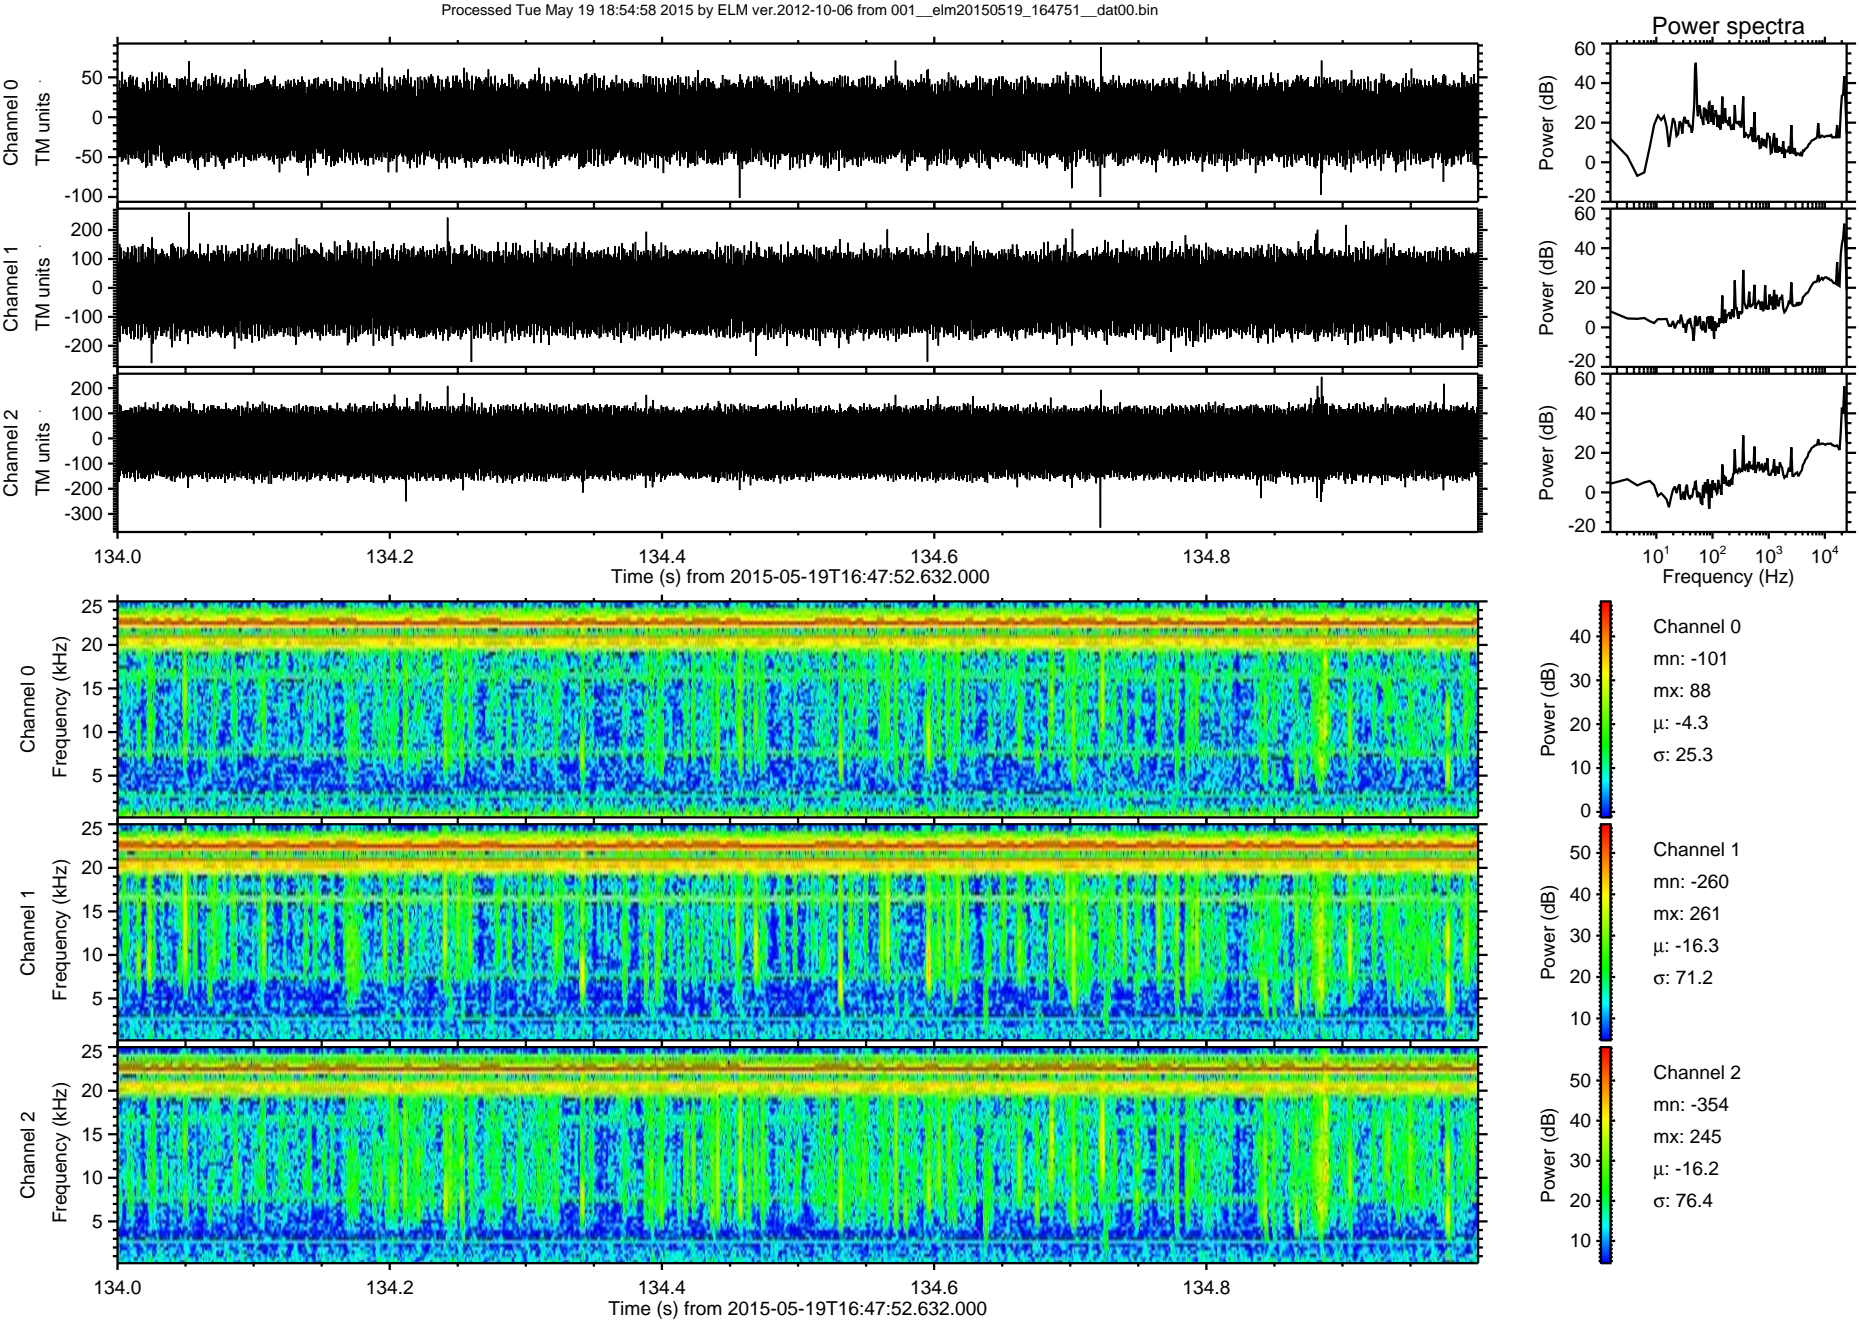 Processed Tue May 19 18:54:58 2015 by ELM ver.2012-10-06 from 001__elm20150519_164751__dat00.bin
Power spectra
Channel 0
TM units
50
0
-50
-100
Power (dB)
60
40
20
0
-20
Channel 1
TM units
200
100
0
-100
-200
Power (dB)
60
40
20
0
-20
Channel 2
TM units
200
100
0
-100
-200
-300
Power (dB)
60
40
20
0
-20
134.0 134.2 134.4 134.6 134.8
Time (s) from 2015-05-19T16:47:52.632.000
10^1 10^2 10^3 10^4
Frequency (Hz)
Channel 0
Frequency (kHz)
25
20
15
10
5
Power (dB)
40
30
20
10
0
Channel 0
mn: -101
mx: 88
μ: -4.3
σ: 25.3
Channel 1
Frequency (kHz)
25
20
15
10
5
Power (dB)
50
40
30
20
10
Channel 1
mn: -260
mx: 261
μ: -16.3
σ: 71.2
Channel 2
Frequency (kHz)
25
20
15
10
5
Power (dB)
50
40
30
20
10
Channel 2
mn: -354
mx: 245
μ: -16.2
σ: 76.4
134.0 134.2 134.4 134.6 134.8
Time (s) from 2015-05-19T16:47:52.632.000